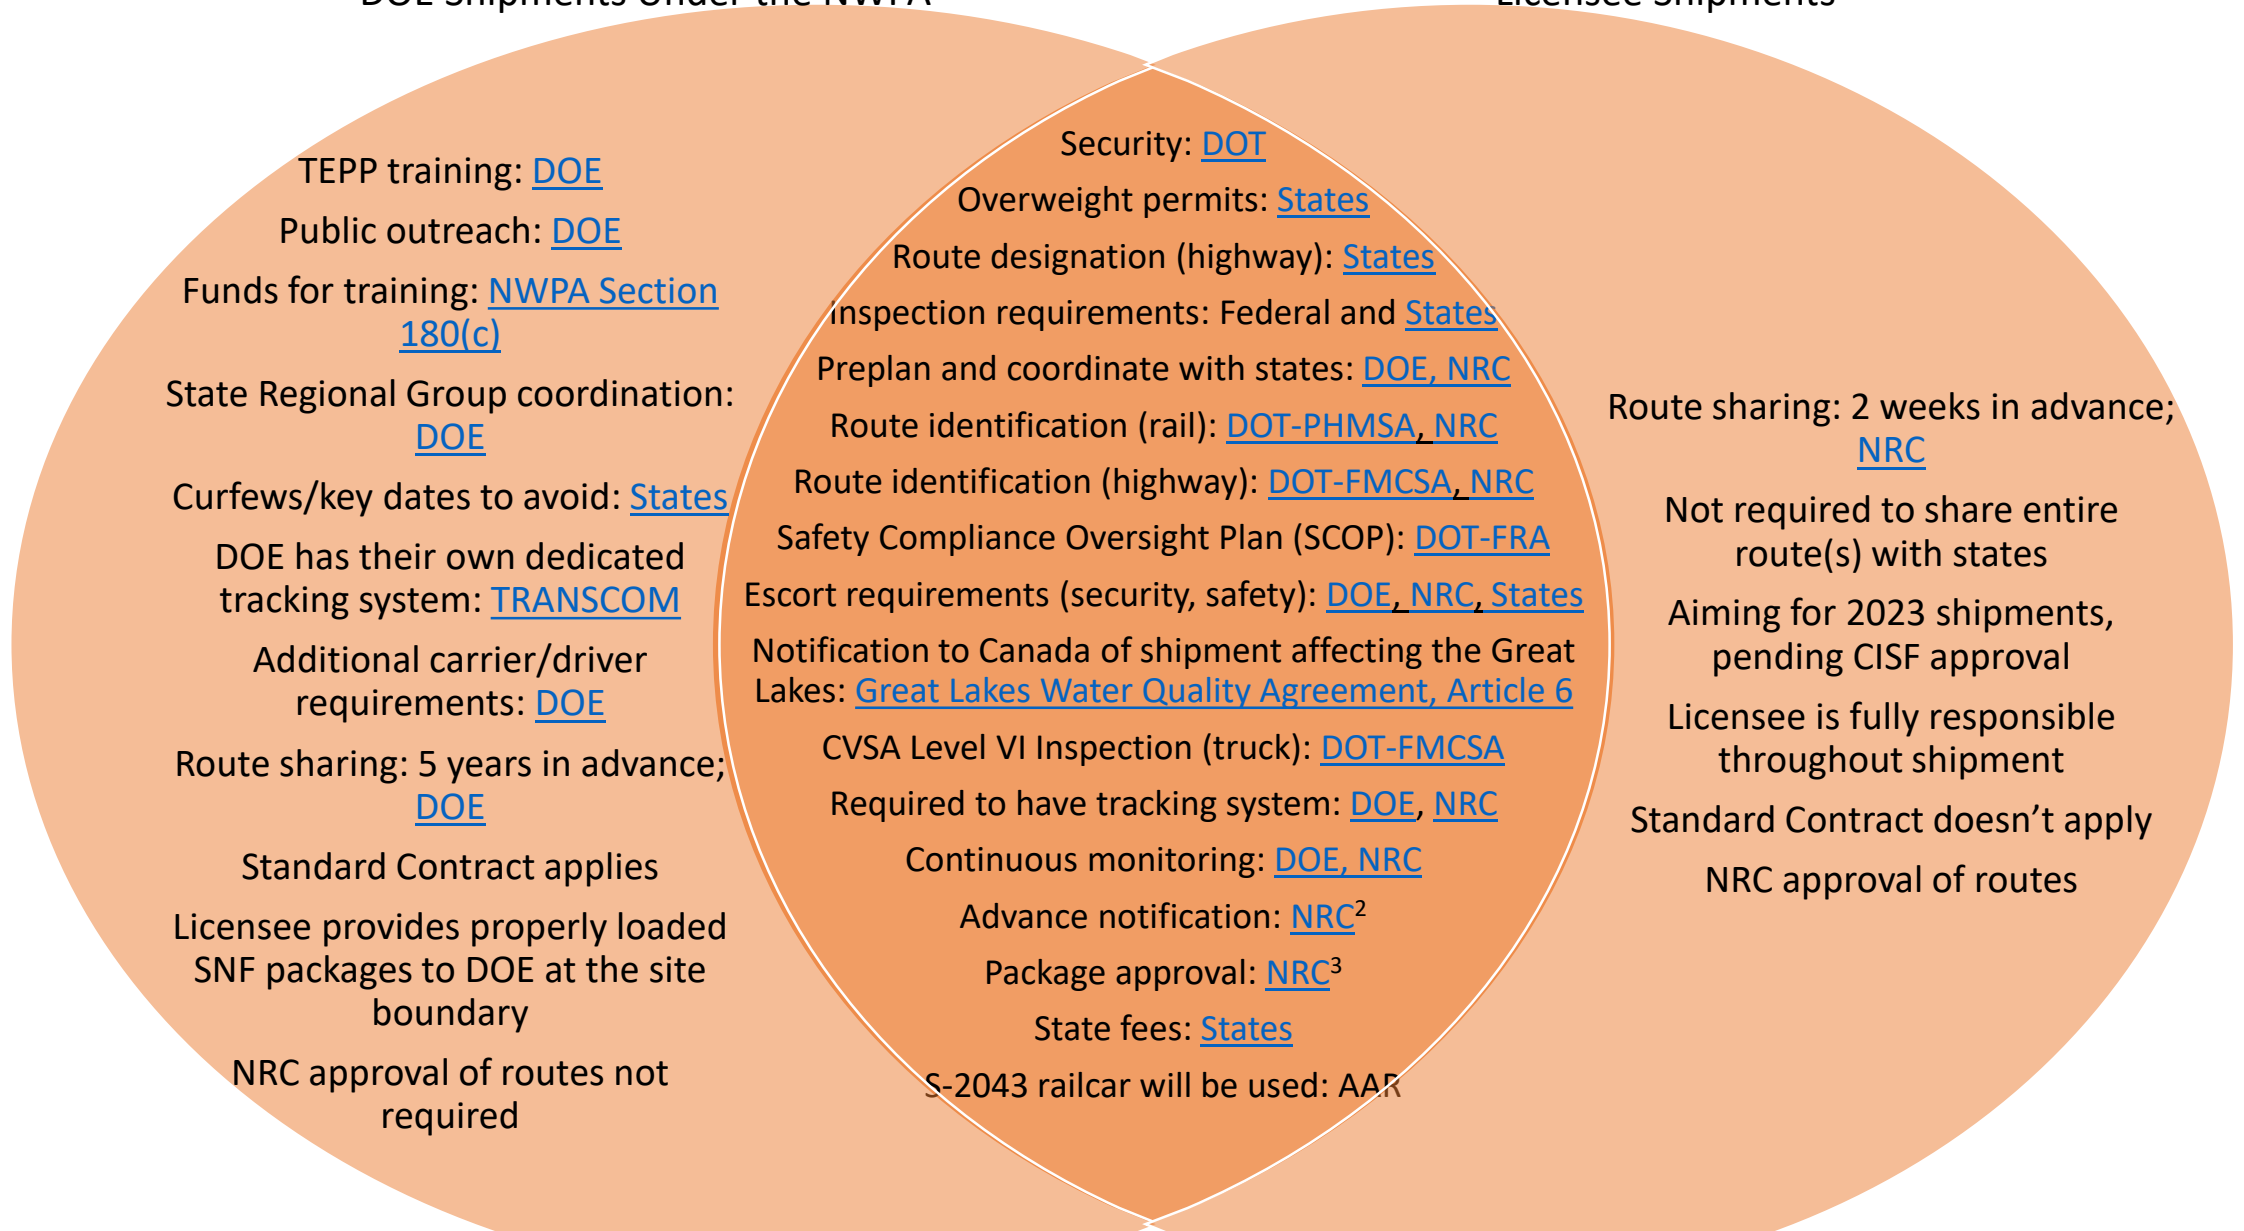 DOE Shipments Under the NWPA
Licensee Shipments
TEPP training: DOE
Public outreach: DOE
Funds for training: NWPA Section
180(c)
State Regional Group coordination:
DOE
Curfews/key dates to avoid: States
DOE has their own dedicated
tracking system: TRANSCOM
Additional carrier/driver
requirements: DOE
Route sharing: 5 years in advance;
DOE
Standard Contract applies
Licensee provides properly loaded
SNF packages to DOE at the site
boundary
NRC approval of routes not
required
Security: DOT
Overweight permits: States
Route designation (highway): States
Inspection requirements: Federal and States
Preplan and coordinate with states: DOE, NRC
Route identification (rail): DOT-PHMSA, NRC
Route identification (highway): DOT-FMCSA, NRC
Safety Compliance Oversight Plan (SCOP): DOT-FRA
Escort requirements (security, safety): DOE, NRC, States
Notification to Canada of shipment affecting the Great
Lakes: Great Lakes Water Quality Agreement, Article 6
CVSA Level VI Inspection (truck): DOT-FMCSA
Required to have tracking system: DOE, NRC
Continuous monitoring: DOE, NRC
Advance notification: NRC²
Package approval: NRC³
State fees: States
S-2043 railcar will be used: AAR
Route sharing: 2 weeks in advance;
NRC
Not required to share entire
route(s) with states
Aiming for 2023 shipments,
pending CISF approval
Licensee is fully responsible
throughout shipment
Standard Contract doesn’t apply
NRC approval of routes